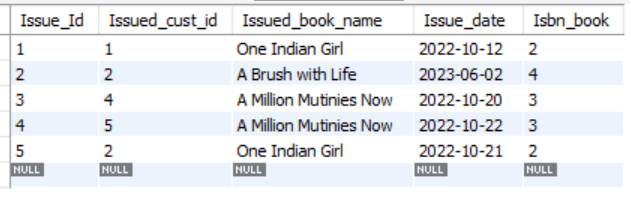 Issue_Id Issued_cust_id Issued_book_name Issue_date Isbn_book
1 1 One Indian Girl 2022-10-12 2
2 2 A Brush with Life 2023-06-02 4
3 4 A Million Mutinies Now 2022-10-20 3
4 5 A Million Mutinies Now 2022-10-22 3
5 2 One Indian Girl 2022-10-21 2
NULL NULL NULL NULL NULL